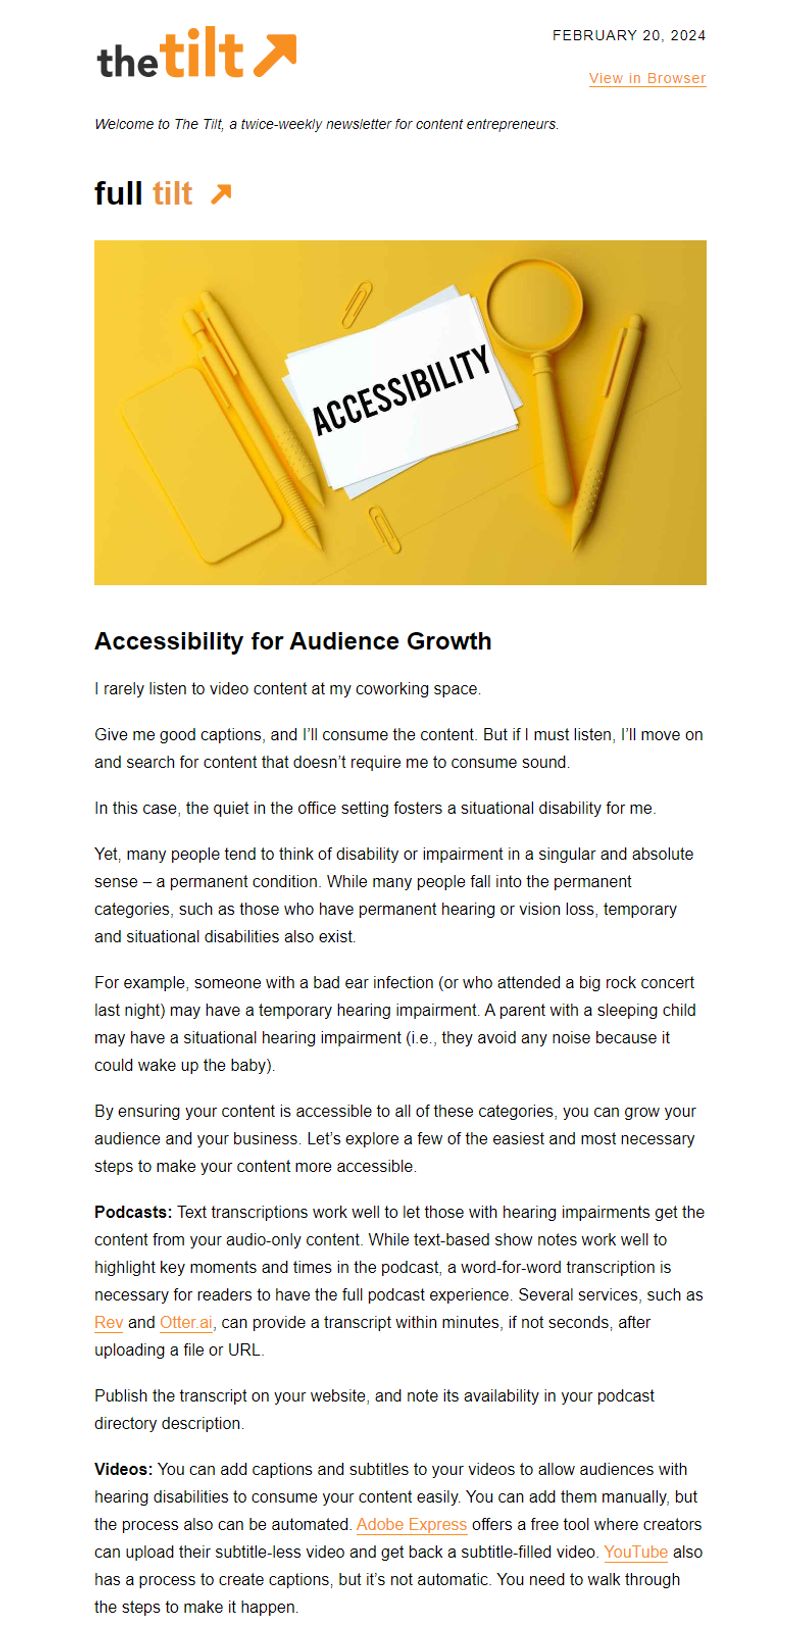 the tilt
FEBRUARY 20, 2024
View in Browser
Welcome to The Tilt, a twice-weekly newsletter for content entrepreneurs.
full tilt
ACCESSIBILITY
Accessibility for Audience Growth
I rarely listen to video content at my coworking space.
Give me good captions, and I’ll consume the content. But if I must listen, I’ll move on
and search for content that doesn’t require me to consume sound.
In this case, the quiet in the office setting fosters a situational disability for me.
Yet, many people tend to think of disability or impairment in a singular and absolute
sense – a permanent condition. While many people fall into the permanent
categories, such as those who have permanent hearing or vision loss, temporary
and situational disabilities also exist.
For example, someone with a bad ear infection (or who attended a big rock concert
last night) may have a temporary hearing impairment. A parent with a sleeping child
may have a situational hearing impairment (i.e., they avoid any noise because it
could wake up the baby).
By ensuring your content is accessible to all of these categories, you can grow your
audience and your business. Let’s explore a few of the easiest and most necessary
steps to make your content more accessible.
Podcasts: Text transcriptions work well to let those with hearing impairments get the
content from your audio-only content. While text-based show notes work well to
highlight key moments and times in the podcast, a word-for-word transcription is
necessary for readers to have the full podcast experience. Several services, such as
Rev and Otter.ai, can provide a transcript within minutes, if not seconds, after
uploading a file or URL.
Publish the transcript on your website, and note its availability in your podcast
directory description.
Videos: You can add captions and subtitles to your videos to allow audiences with
hearing disabilities to consume your content easily. You can add them manually, but
the process also can be automated. Adobe Express offers a free tool where creators
can upload their subtitle-less video and get back a subtitle-filled video. YouTube also
has a process to create captions, but it’s not automatic. You need to walk through
the steps to make it happen.